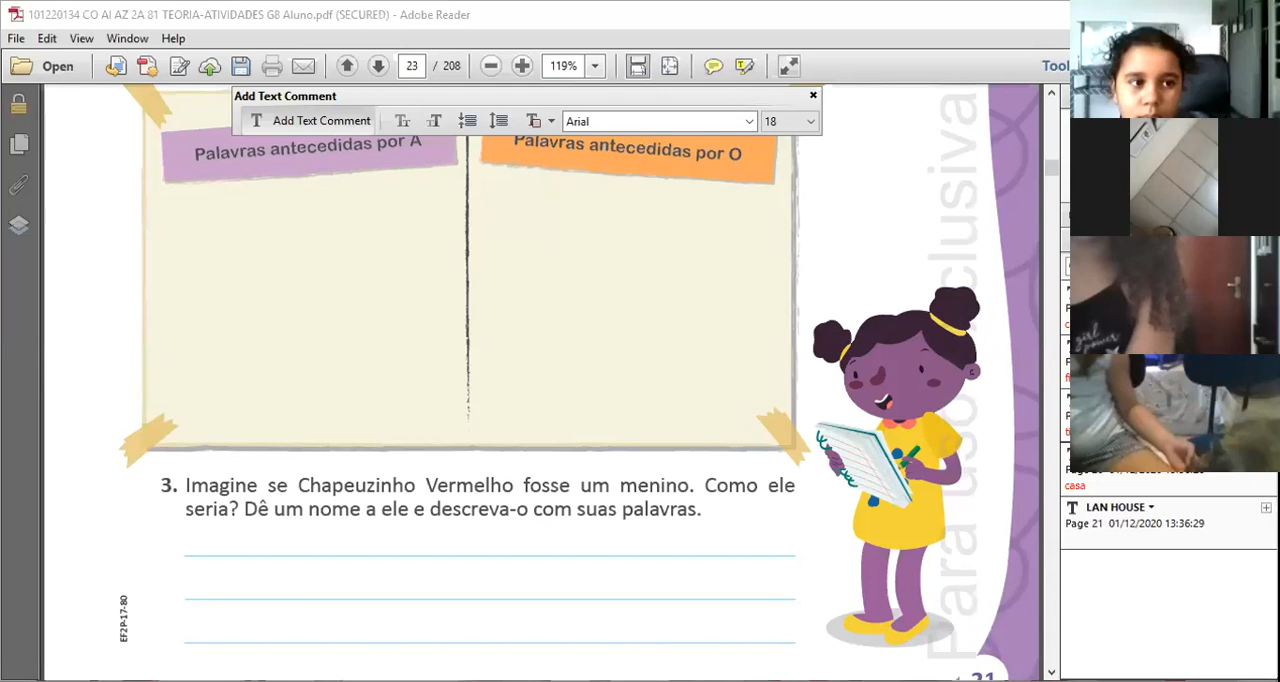 101220134 CO AI AZ 2A 81 TEORIA-ATIVIDADES G8 Aluno.pdf (SECURED) - Adobe Reader
File Edit View Window Help
Open 23 / 208 119% Tool
Add Text Comment
T Add Text Comment Arial 18
Palavras antecedidas por A
Palavras antecedidas por O
3. Imagine se Chapeuzinho Vermelho fosse um menino. Como ele
seria? Dê um nome a ele e descreva-o com suas palavras.
EF2P-17-80
21
girl
power
casa
T LAN HOUSE
Page 21 01/12/2020 13:36:29